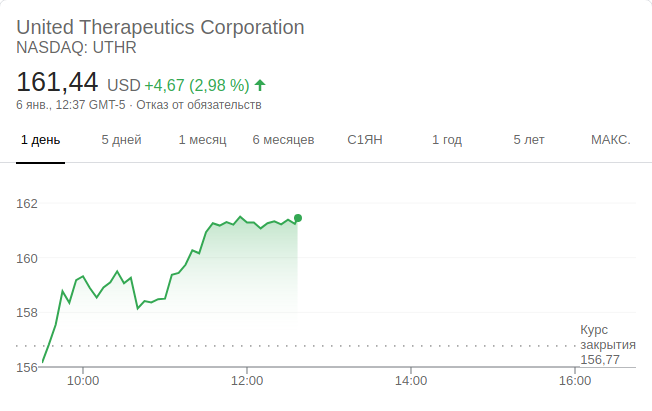 United Therapeutics Corporation
NASDAQ: UTHR
161,44 USD +4,67 (2,98 %)
6 янв., 12:37 GMT-5 · Отказ от обязательств
1 день 5 дней 1 месяц 6 месяцев С1ЯН 1 год 5 лет МАКС.
162
160
158
Курс
закрытия
156,77
156
10:00 12:00 14:00 16:00